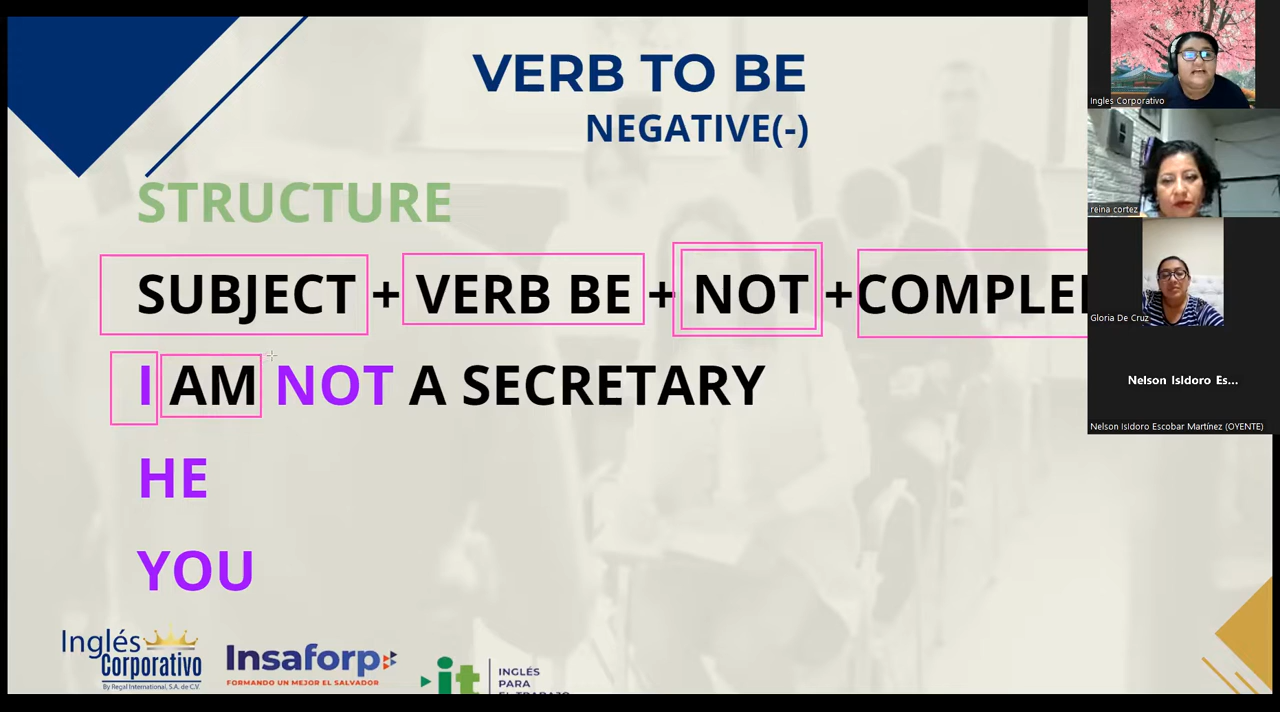 VERB TO BE
NEGATIVE(-)
STRUCTURE
SUBJECT + VERB BE + NOT +
I AM NOT A SECRETARY
HE
YOU
Inglés
Corporativo
By Regal International, S.A. de C.V.
Insaforp
FORMANDO UN MEJOR EL SALVADOR
it
INGLÉS
PARA
Ingles Corporativo
reina cortez
Gloria De Cruz
Nelson Isidoro Es...
Nelson Isidoro Escobar Martínez (OYENTE)